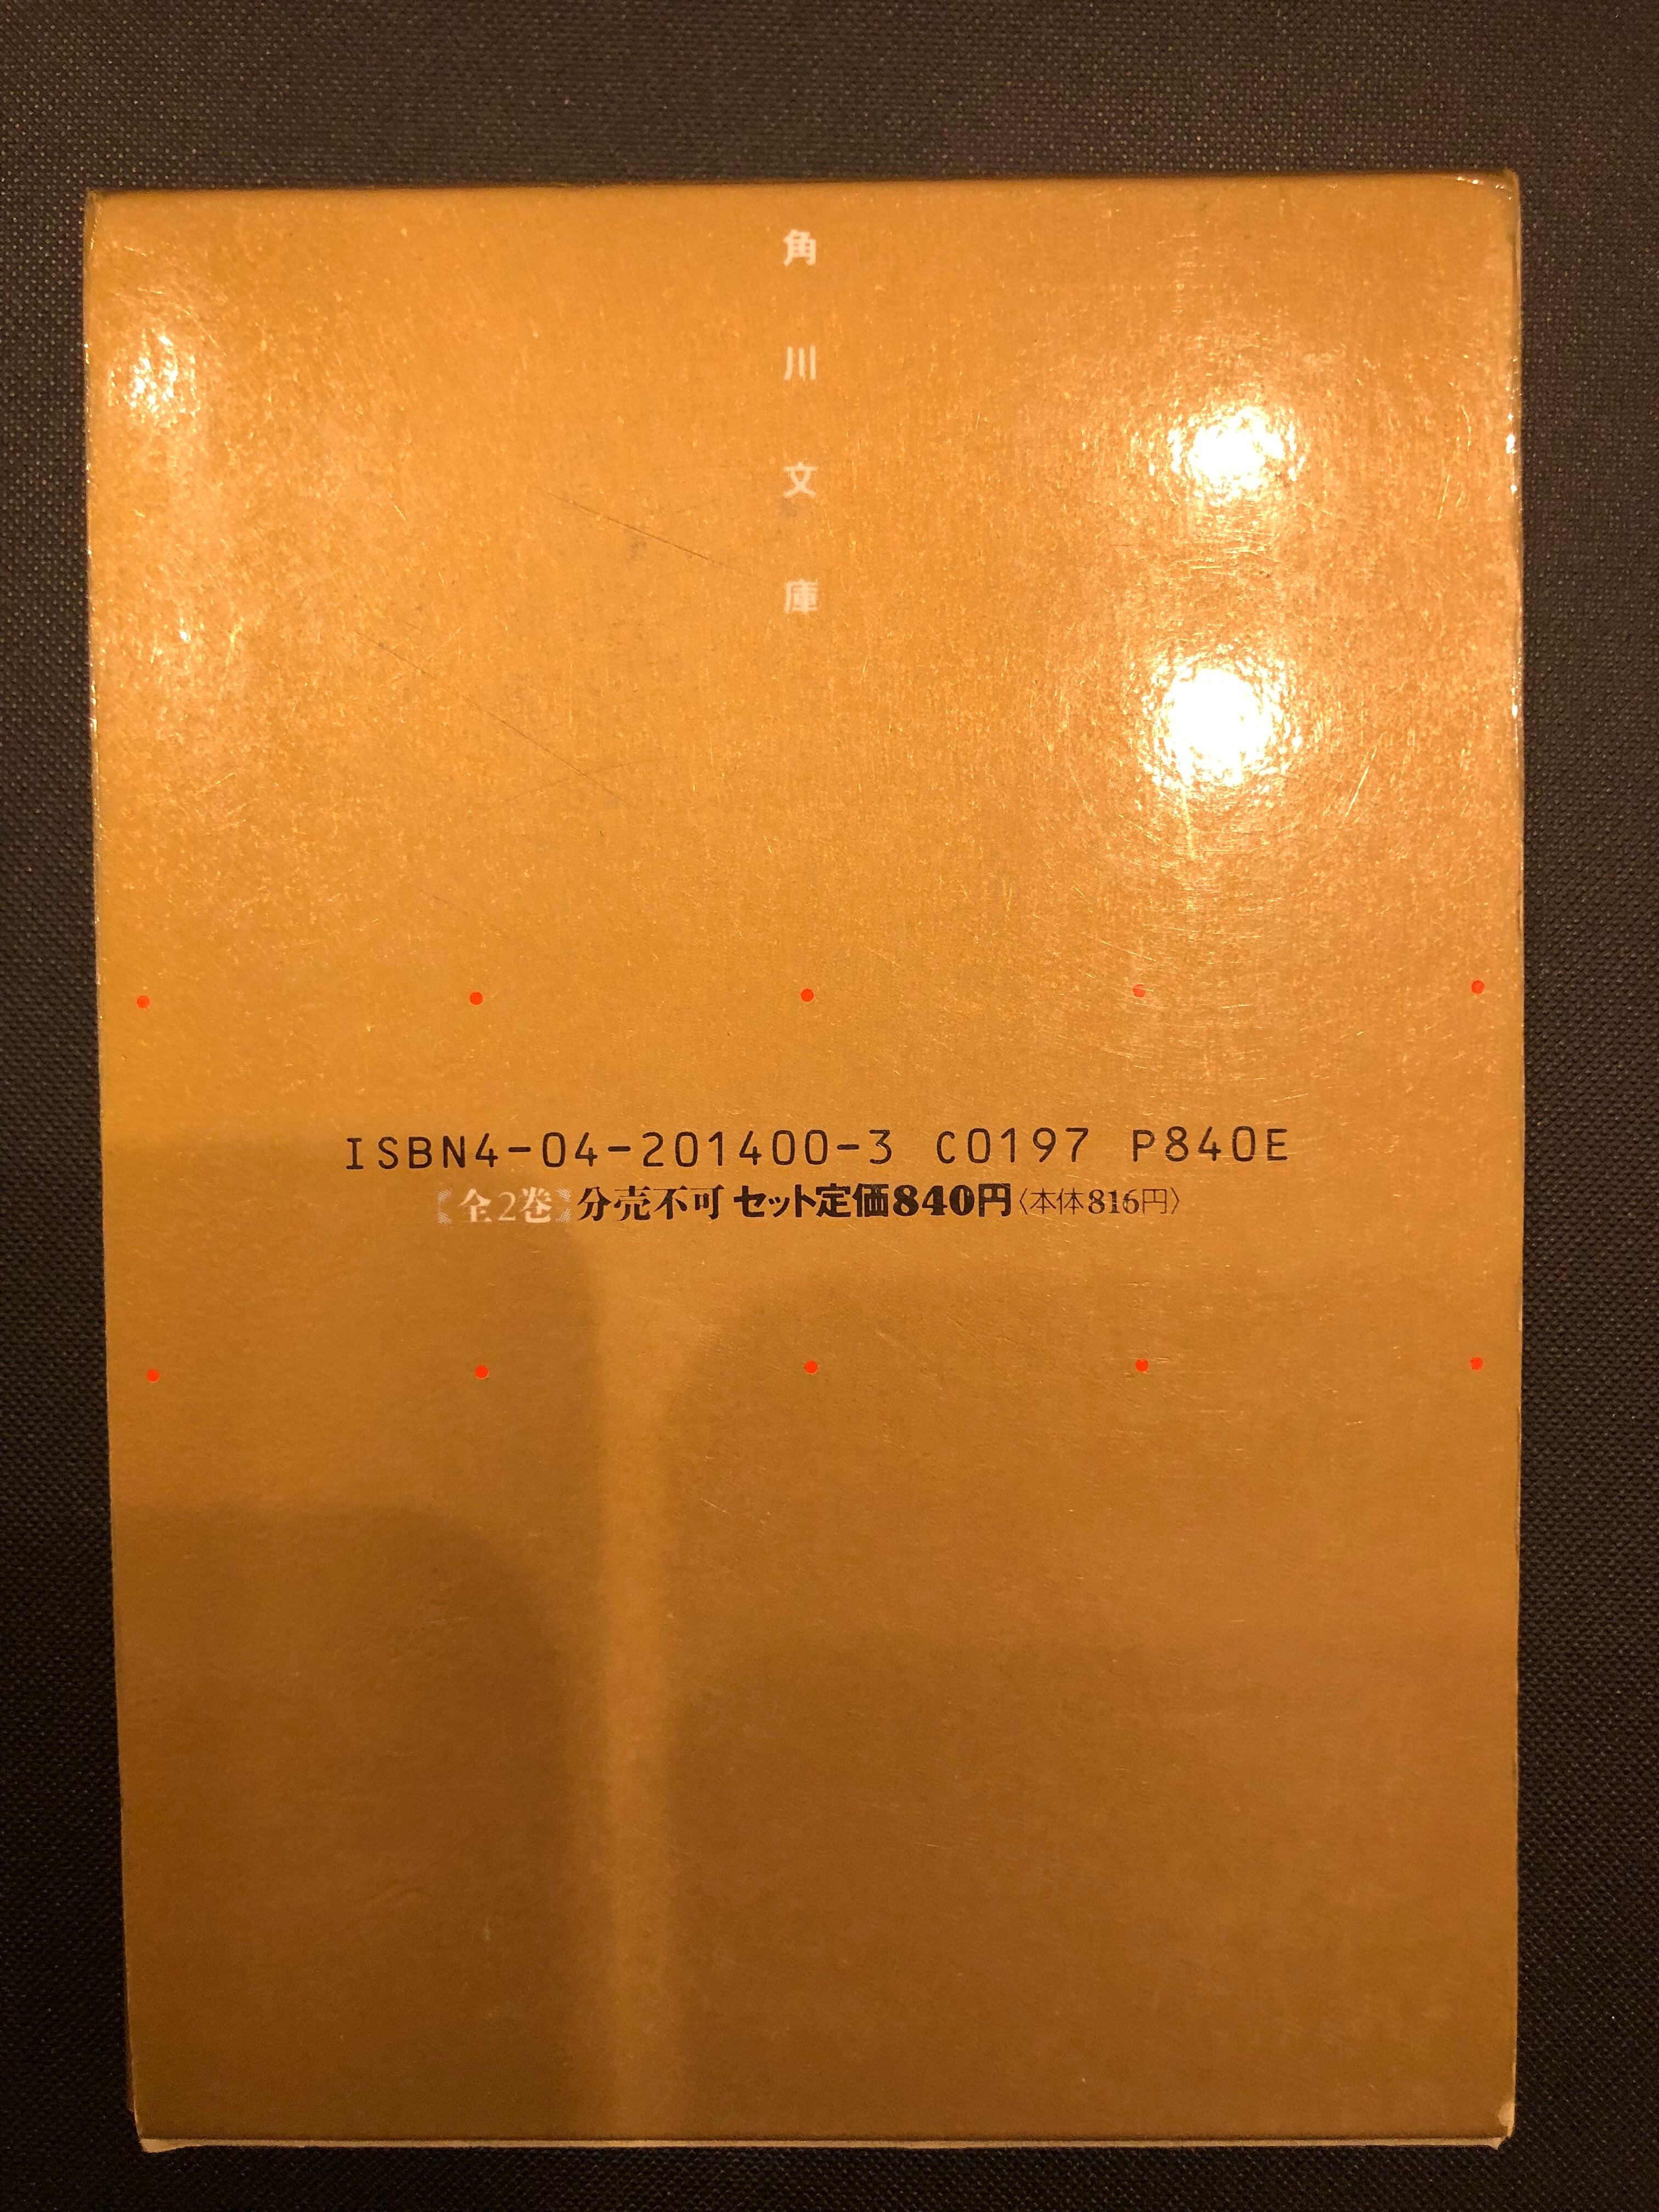 角川文庫
ISBN4-04-201400-3 C0197 P840E
【全2巻】分売不可 セット定価840円〈本体816円〉